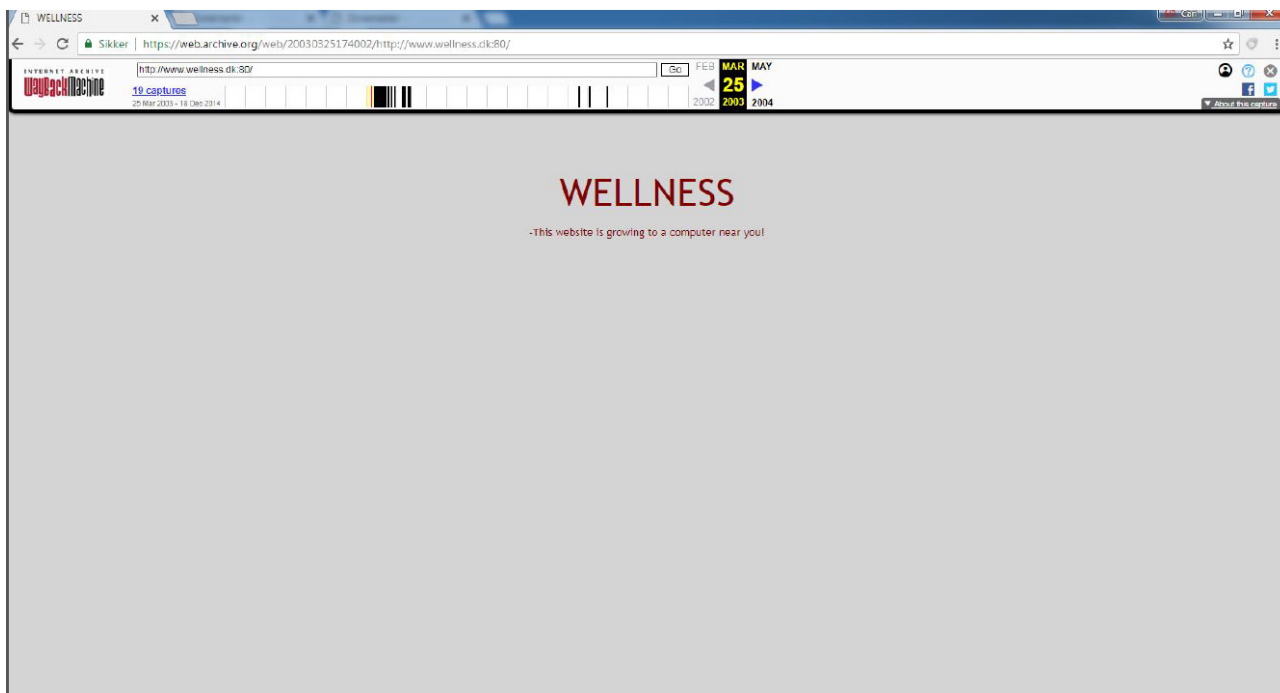 WELLNESS
Sikker | https://web.archive.org/web/20030325174002/http://www.wellness.dk:80/
INTERNET ARCHIVE
WayBackMachine
http://www.wellness.dk:80/
Go
FEB MAR MAY
19 captures
25
25 Mar 2003 - 18 Dec 2014
2002 2003 2004
About this capture
WELLNESS
-This website is growing to a computer near you!